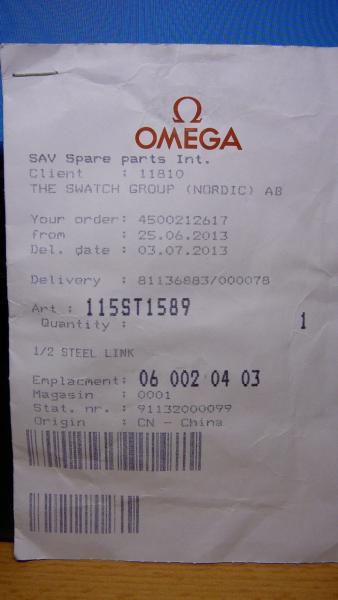 Ω
OMEGA
SAV Spare parts Int.
Client : 11810
THE SWATCH GROUP (NORDIC) AB
Your order: 4500212617
from : 25.06.2013
Del. date : 03.07.2013
Delivery : 81136883/000078
Art : 115ST1589
Quantity : 1
1/2 STEEL LINK
Emplacment: 06 002 04 03
Magasin : 0001
Stat. nr. : 91132000099
Origin : CN - China